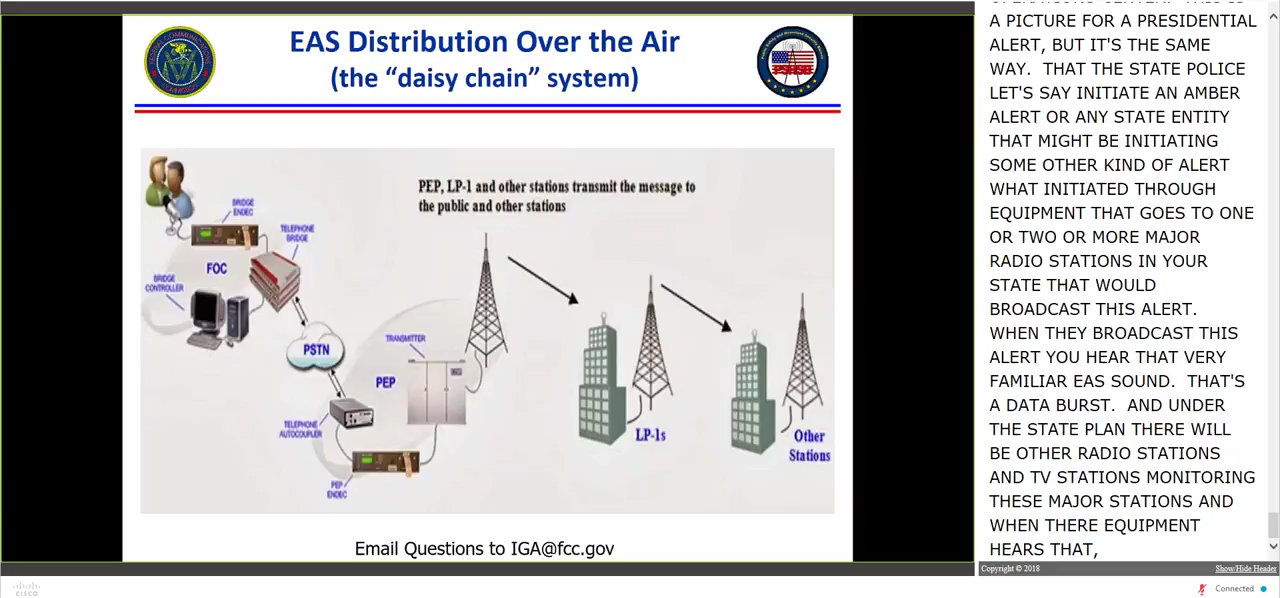 EAS Distribution Over the Air
(the “daisy chain” system)
PEP, LP-1 and other stations transmit the message to
the public and other stations
BRIDGE
ENDEC
TELEPHONE
BRIDGE
FOC
BRIDGE
CONTROLLER
PSTN
TRANSMITTER
PEP
TELEPHONE
AUTOCOUPLER
PEP
ENDEC
LP-1s
Other
Stations
Email Questions to IGA@fcc.gov
A PICTURE FOR A PRESIDENTIAL
ALERT, BUT IT'S THE SAME
WAY. THAT THE STATE POLICE
LET'S SAY INITIATE AN AMBER
ALERT OR ANY STATE ENTITY
THAT MIGHT BE INITIATING
SOME OTHER KIND OF ALERT
WHAT INITIATED THROUGH
EQUIPMENT THAT GOES TO ONE
OR TWO OR MORE MAJOR
RADIO STATIONS IN YOUR
STATE THAT WOULD
BROADCAST THIS ALERT.
WHEN THEY BROADCAST THIS
ALERT YOU HEAR THAT VERY
FAMILIAR EAS SOUND. THAT'S
A DATA BURST. AND UNDER
THE STATE PLAN THERE WILL
BE OTHER RADIO STATIONS
AND TV STATIONS MONITORING
THESE MAJOR STATIONS AND
WHEN THERE EQUIPMENT
HEARS THAT,
Copyright © 2018
Show/Hide Header
CISCO
Connected